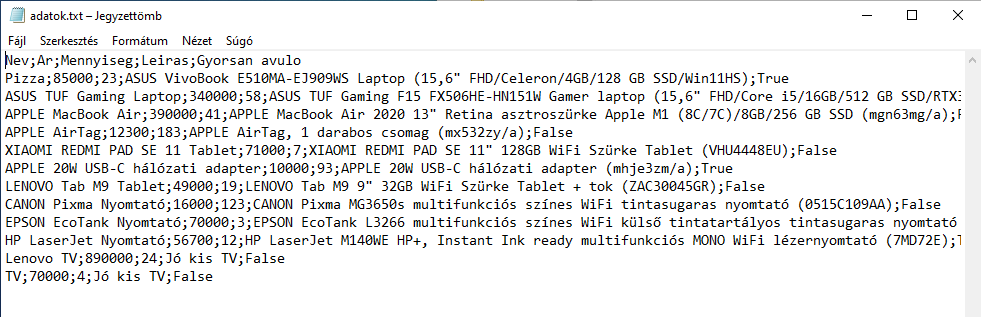 adatok.txt – Jegyzettömb
Fájl Szerkesztés Formátum Nézet Súgó
Nev;Ar;Mennyiseg;Leiras;Gyorsan avulo
Pizza;85000;23;ASUS VivoBook E510MA-EJ909WS Laptop (15,6" FHD/Celeron/4GB/128 GB SSD/Win11HS);True
ASUS TUF Gaming Laptop;340000;58;ASUS TUF Gaming F15 FX506HE-HN151W Gamer laptop (15,6" FHD/Core i5/16GB/512 GB SSD/RTX3
APPLE MacBook Air;390000;41;APPLE MacBook Air 2020 13" Retina asztroszürke Apple M1 (8C/7C)/8GB/256 GB SSD (mgn63mg/a);F
APPLE AirTag;12300;183;APPLE AirTag, 1 darabos csomag (mx532zy/a);False
XIAOMI REDMI PAD SE 11 Tablet;71000;7;XIAOMI REDMI PAD SE 11" 128GB WiFi Szürke Tablet (VHU4448EU);False
APPLE 20W USB-C hálózati adapter;10000;93;APPLE 20W USB-C hálózati adapter (mhje3zm/a);True
LENOVO Tab M9 Tablet;49000;19;LENOVO Tab M9 9" 32GB WiFi Szürke Tablet + tok (ZAC30045GR);False
CANON Pixma Nyomtató;16000;123;CANON Pixma MG3650s multifunkciós színes WiFi tintasugaras nyomtató (0515C109AA);False
EPSON EcoTank Nyomtató;70000;3;EPSON EcoTank L3266 multifunkciós színes WiFi külső tintatartályos tintasugaras nyomtató
HP LaserJet Nyomtató;56700;12;HP LaserJet M140WE HP+, Instant Ink ready multifunkciós MONO WiFi lézernyomtató (7MD72E);T
Lenovo TV;890000;24;Jó kis TV;False
TV;70000;4;Jó kis TV;False